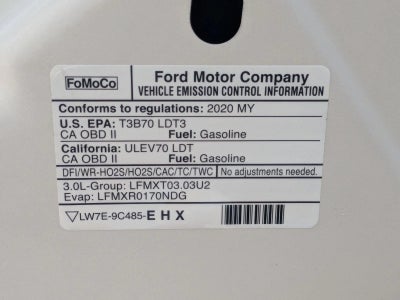 FoMoCo
Ford Motor Company
VEHICLE EMISSION CONTROL INFORMATION
Conforms to regulations: 2020 MY
U.S. EPA: T3B70 LDT3
CA OBD II Fuel: Gasoline
California: ULEV70 LDT
CA OBD II Fuel: Gasoline
DFI/WR-HO2S/HO2S/CAC/TC/TWC No adjustments needed.
3.0L-Group: LFMXT03.03U2
Evap: LFMXR0170NDG
▽LW7E-9C485-E H X